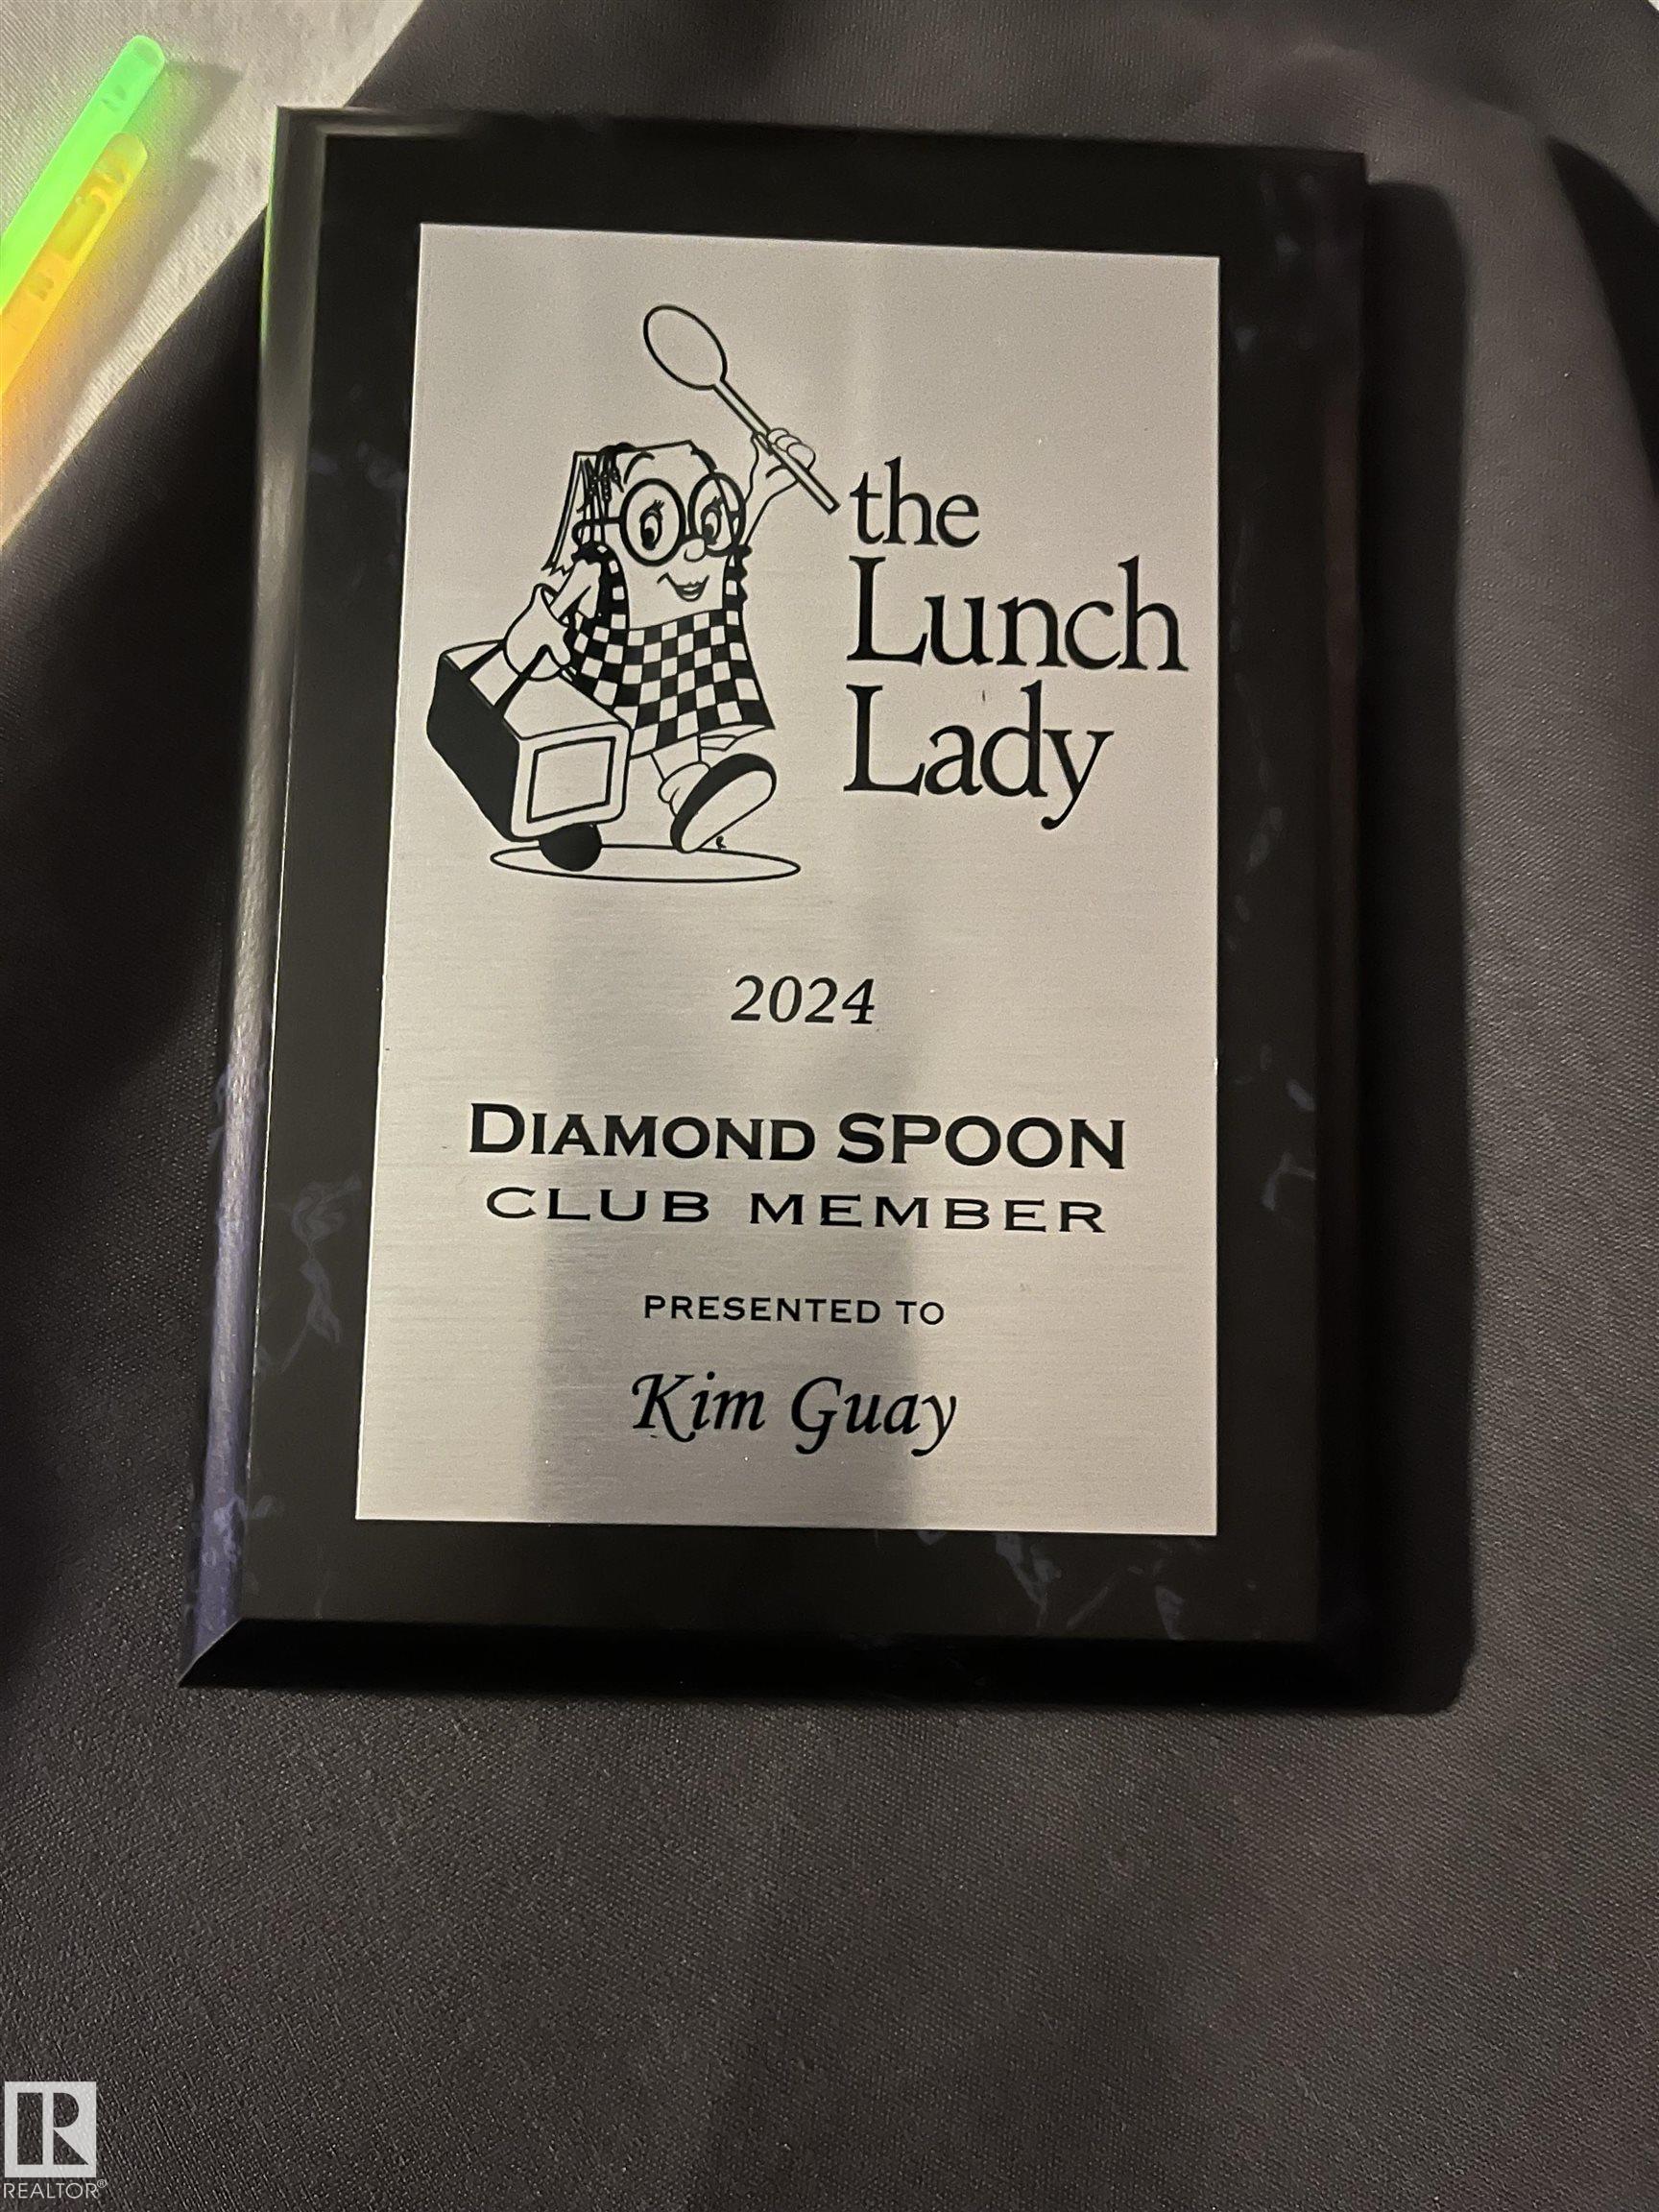 the
Lunch
Lady
2024
DIAMOND SPOON
CLUB MEMBER
PRESENTED TO
Kim Guay
REALTOR®